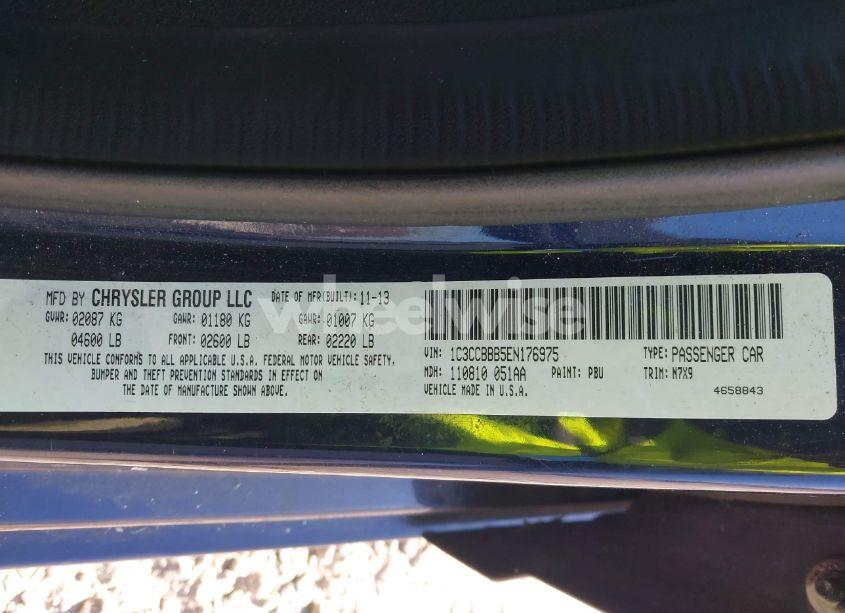 MFD BY CHRYSLER GROUP LLC DATE OF MFR(BUILT): 11-13
GVWR: 02087 KG GAWR: 01180 KG GAWR: 01007 KG
04600 LB FRONT: 02600 LB REAR: 02220 LB
THIS VEHICLE CONFORMS TO ALL APPLICABLE U.S.A. FEDERAL MOTOR VEHICLE SAFETY,
BUMPER AND THEFT PREVENTION STANDARDS IN EFFECT ON
THE DATE OF MANUFACTURE SHOWN ABOVE.
VIN: 1C3CCBBB5EN176975 TYPE: PASSENGER CAR
MDH: 110810 051AA PAINT: PBU TRIM: N7X9
VEHICLE MADE IN U.S.A. 4658843
wheelwise